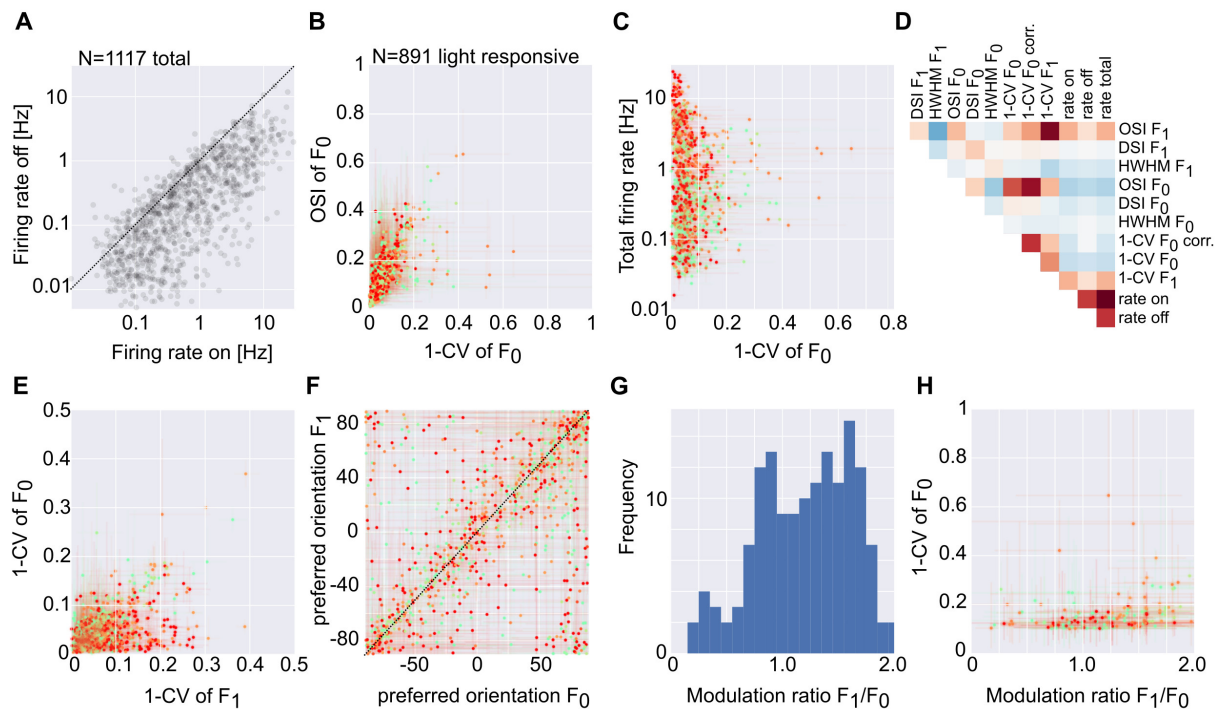 A
N=1117 total
Firing rate off [Hz]
10
1
0.1
0.01
0.1
1
10
Firing rate on [Hz]
B
N=891 light responsive
OSI of F0
1
0.8
0.6
0.4
0.2
0
0
0.2
0.4
0.6
0.8
1
1-CV of F0
C
Total firing rate [Hz]
10
1
0.1
0.01
0.0
0.2
0.4
0.6
0.8
1-CV of F0
D
DSI F1
HWHM F1
OSI F0
DSI F0
HWHM F0
1-CV F0
1-CV F0 corr.
1-CV F1
rate on
rate off
rate total
OSI F1
DSI F1
HWHM F1
OSI F0
DSI F0
HWHM F0
1-CV F0 corr.
1-CV F0
1-CV F1
rate on
rate off
E
1-CV of F0
0.5
0.4
0.3
0.2
0.1
0
0
0.1
0.2
0.3
0.4
0.5
1-CV of F1
F
preferred orientation F1
80
40
0
-40
-80
-50
0
50
preferred orientation F0
G
Frequency
10
0
0
1.0
2.0
Modulation ratio F1/F0
H
1-CV of F0
1
0.8
0.6
0.4
0.2
0
0
1.0
2.0
Modulation ratio F1/F0